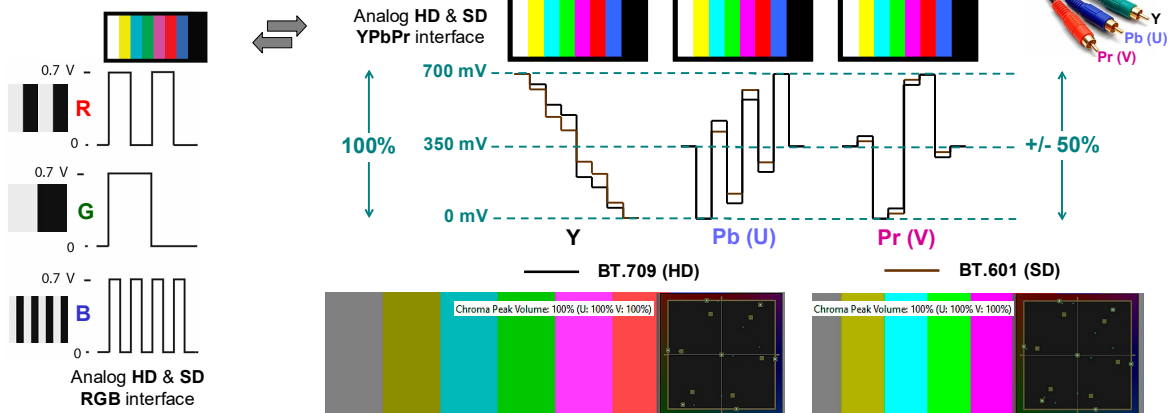 Analog HD & SD
YPbPr interface
Y
Pb (U)
Pr (V)
0.7 V
R
0
0.7 V
G
0
0.7 V
B
0
Analog HD & SD
RGB interface
700 mV
100%
350 mV
+/- 50%
0 mV
Y
Pb (U)
Pr (V)
BT.709 (HD)
BT.601 (SD)
Chroma Peak Volume: 100% (U: 100% V: 100%)
Chroma Peak Volume: 100% (U: 100% V: 100%)